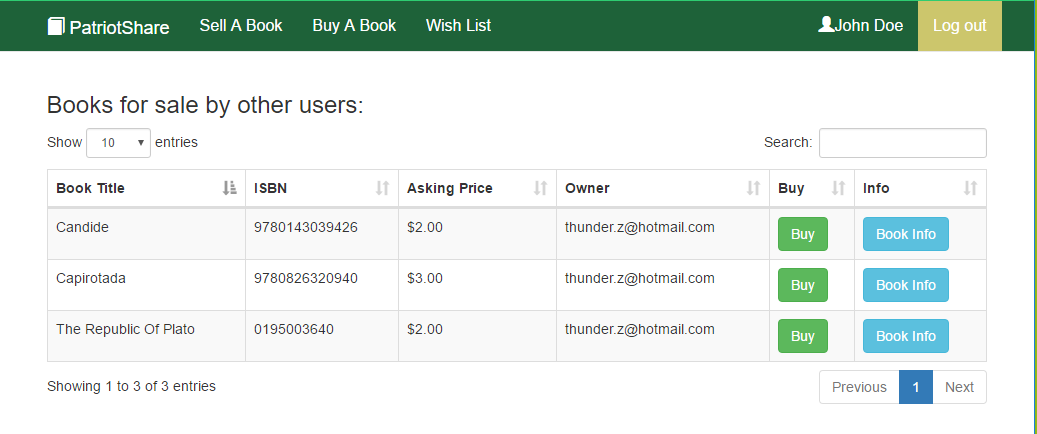 PatriotShare Sell A Book Buy A Book Wish List John Doe Log out
Books for sale by other users:
Show 10 entries Search:
Book Title ISBN Asking Price Owner Buy Info
Candide 9780143039426 $2.00 thunder.z@hotmail.com Buy Book Info
Capirotada 9780826320940 $3.00 thunder.z@hotmail.com Buy Book Info
The Republic Of Plato 0195003640 $2.00 thunder.z@hotmail.com Buy Book Info
Showing 1 to 3 of 3 entries Previous 1 Next